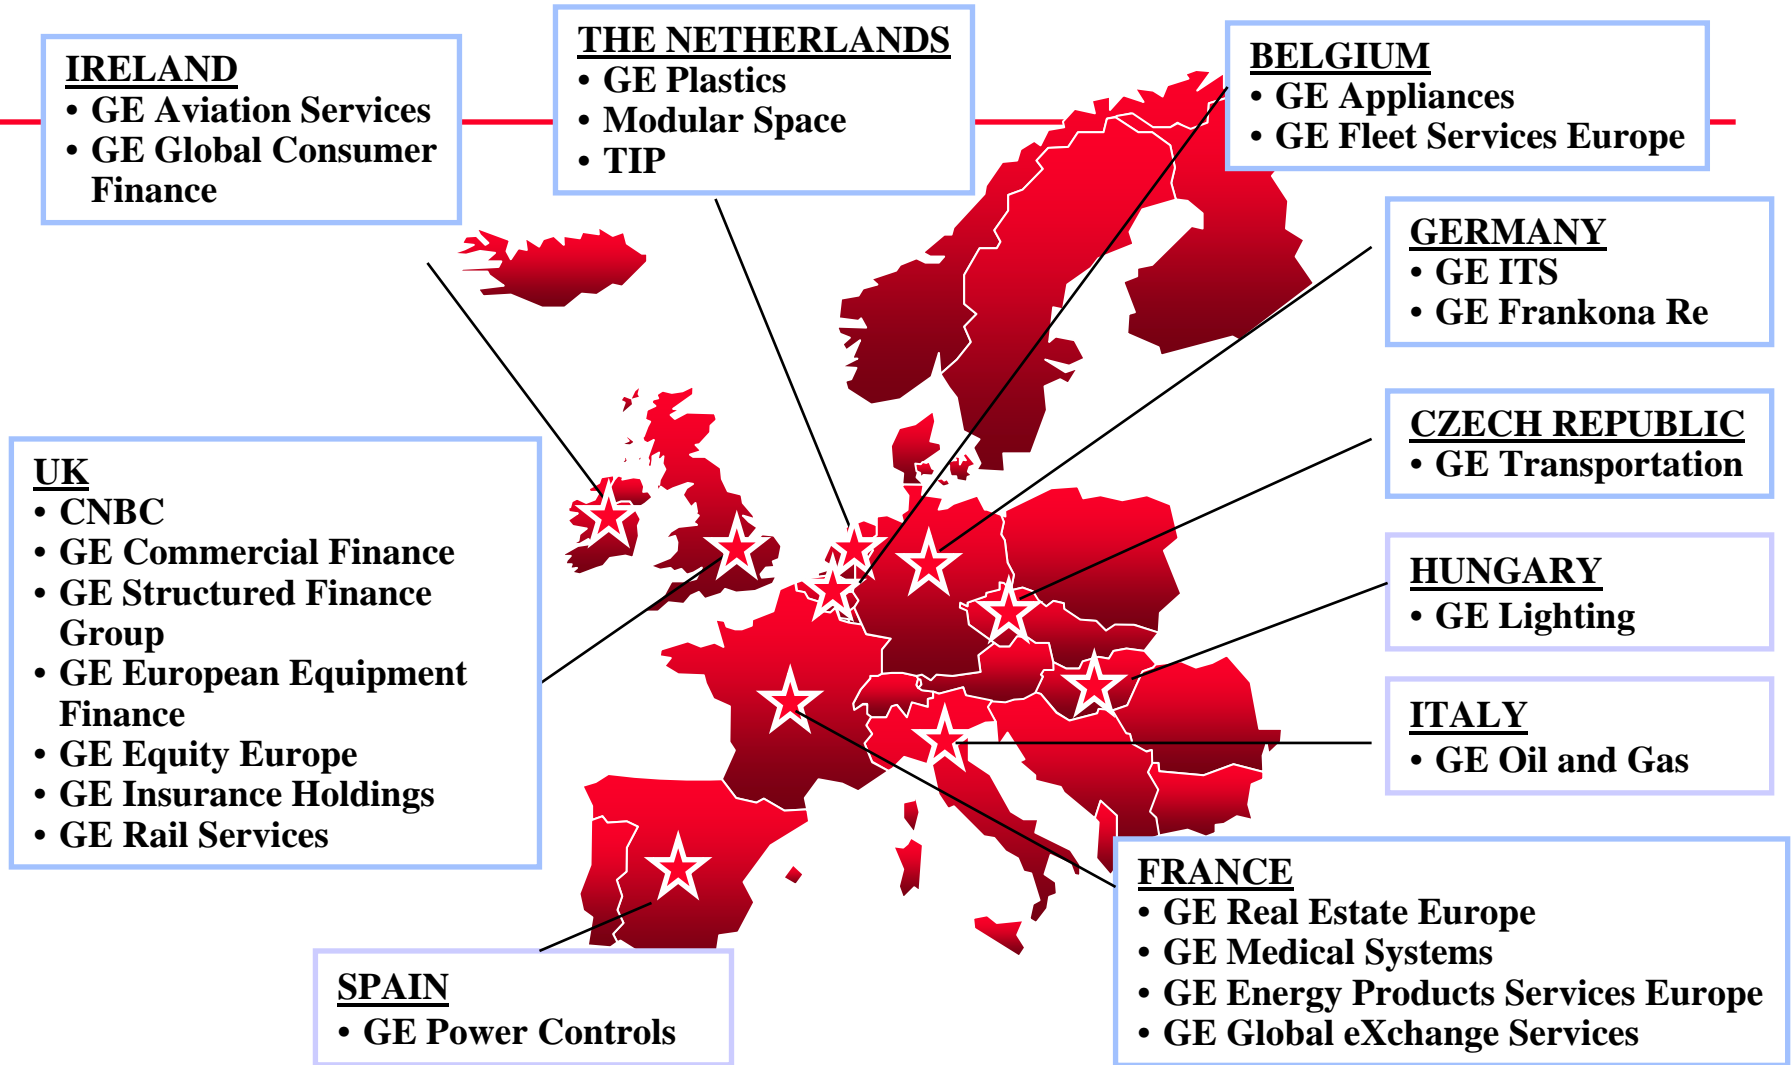 IRELAND
• GE Aviation Services
• GE Global Consumer
Finance
THE NETHERLANDS
• GE Plastics
• Modular Space
• TIP
BELGIUM
• GE Appliances
• GE Fleet Services Europe
GERMANY
• GE ITS
• GE Frankona Re
CZECH REPUBLIC
• GE Transportation
HUNGARY
• GE Lighting
ITALY
• GE Oil and Gas
UK
• CNBC
• GE Commercial Finance
• GE Structured Finance
Group
• GE European Equipment
Finance
• GE Equity Europe
• GE Insurance Holdings
• GE Rail Services
SPAIN
• GE Power Controls
FRANCE
• GE Real Estate Europe
• GE Medical Systems
• GE Energy Products Services Europe
• GE Global eXchange Services